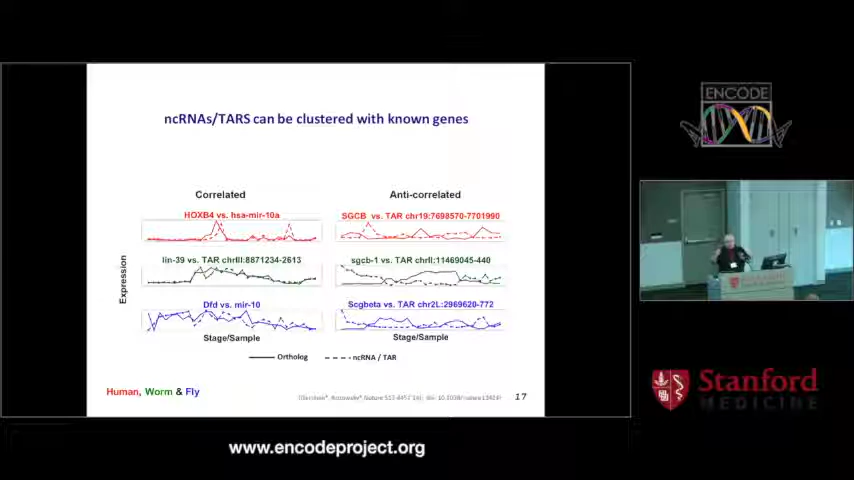 ncRNAs/TARS can be clustered with known genes
Correlated
Anti-correlated
HOXB4 vs. hsa-mir-10a
SGCB vs. TAR chr19:7698570-7701990
lin-39 vs. TAR chrIII:8871234-2613
sgcb-1 vs. TAR chrII:11469045-440
Dfd vs. mir-10
Scgbeta vs. TAR chr2L:2969620-772
Expression
Stage/Sample
Stage/Sample
Ortholog
ncRNA / TAR
Human, Worm & Fly
17
www.encodeproject.org
ENCODE
Stanford
MEDICINE